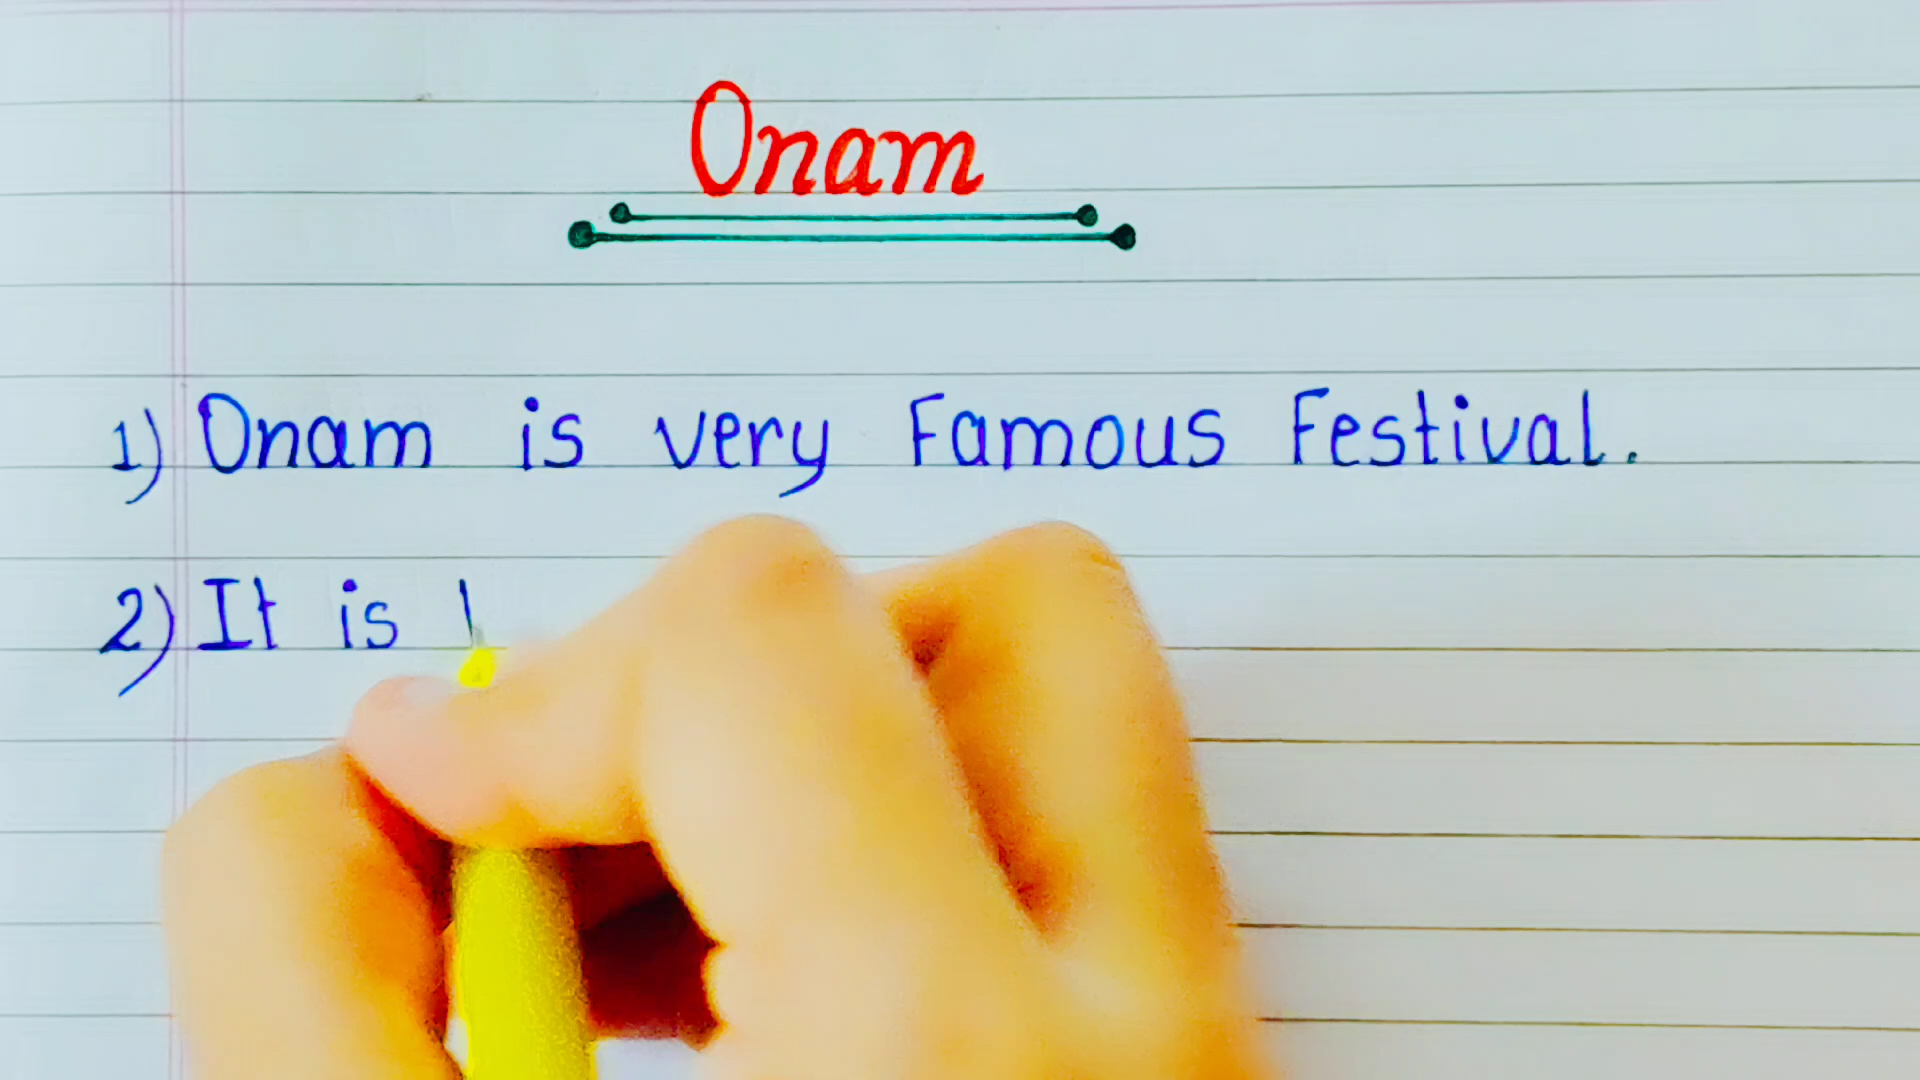 Onam
1) Onam is very Famous Festival.
2) It is